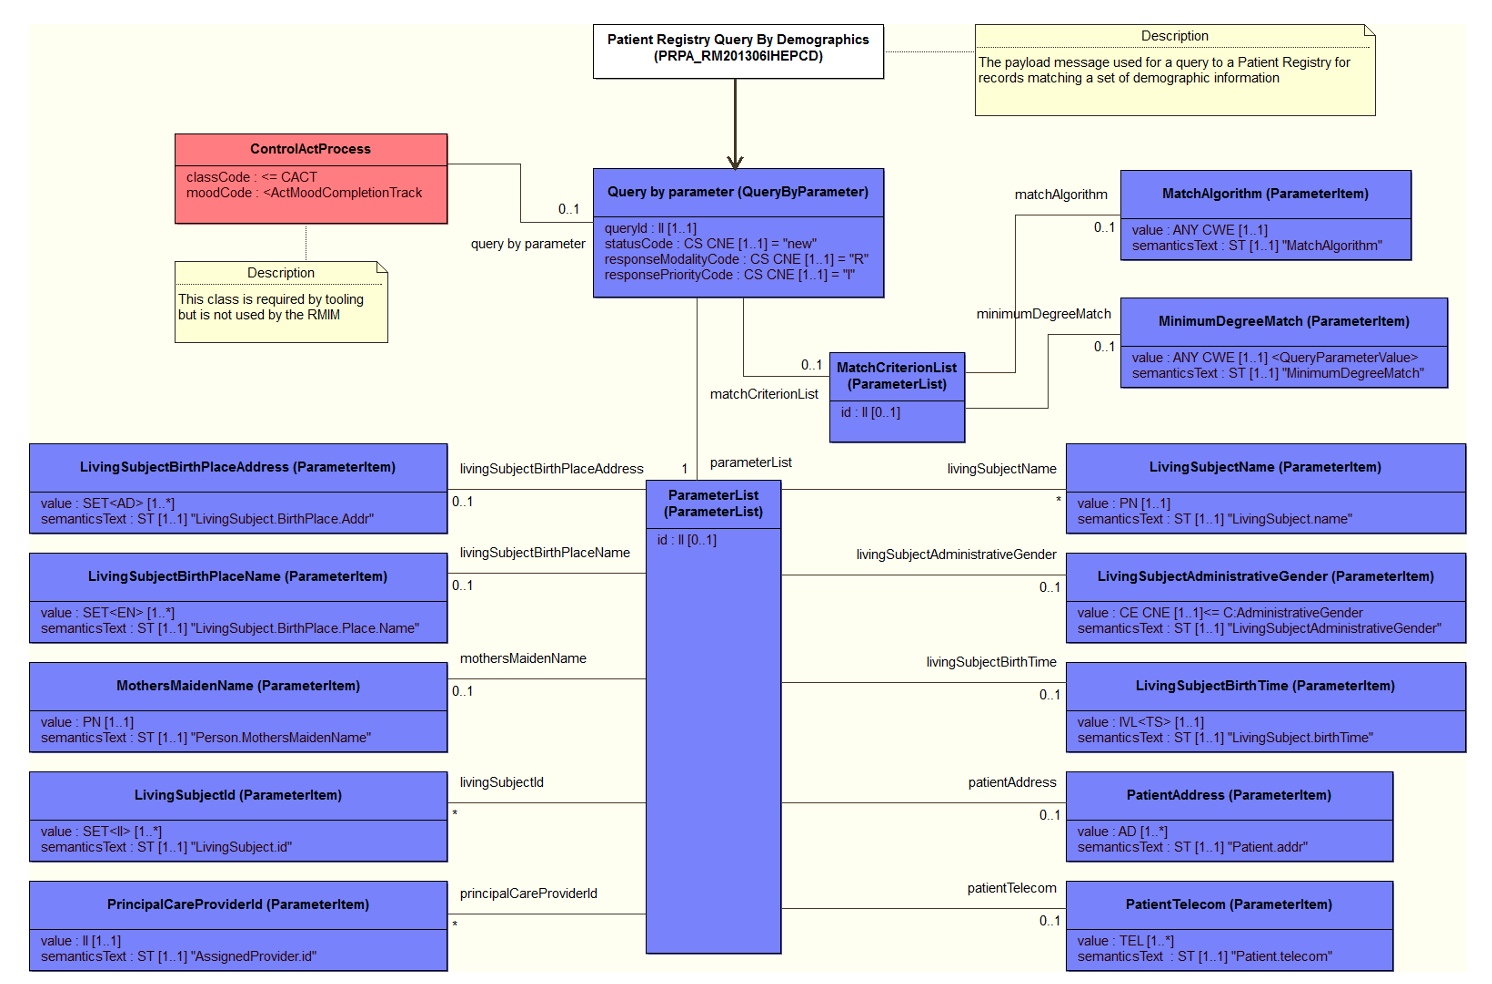 Patient Registry Query By Demographics
(PRPA_RM201306IHEPCD)
Description
The payload message used for a query to a Patient Registry for
records matching a set of demographic information
ControlActProcess
classCode : <= CACT
moodCode : <ActMoodCompletionTrack
Description
This class is required by tooling
but is not used by the RMIM
0..1
query by parameter
Query by parameter (QueryByParameter)
queryId : II [1..1]
statusCode : CS CNE [1..1] = "new"
responseModalityCode : CS CNE [1..1] = "R"
responsePriorityCode : CS CNE [1..1] = "I"
matchAlgorithm
0..1
MatchAlgorithm (ParameterItem)
value : ANY CWE [1..1]
semanticsText : ST [1..1] "MatchAlgorithm"
minimumDegreeMatch
0..1
MinimumDegreeMatch (ParameterItem)
value : ANY CWE [1..1] <QueryParameterValue>
semanticsText : ST [1..1] "MinimumDegreeMatch"
0..1
matchCriterionList
MatchCriterionList
(ParameterList)
id : II [0..1]
1
parameterList
ParameterList
(ParameterList)
id : II [0..1]
LivingSubjectBirthPlaceAddress (ParameterItem)
value : SET<AD> [1..*]
semanticsText : ST [1..1] "LivingSubject.BirthPlace.Addr"
livingSubjectBirthPlaceAddress
0..1
livingSubjectName
*
LivingSubjectName (ParameterItem)
value : PN [1..1]
semanticsText : ST [1..1] "LivingSubject.name"
LivingSubjectBirthPlaceName (ParameterItem)
value : SET<EN> [1..*]
semanticsText : ST [1..1] "LivingSubject.BirthPlace.Place.Name"
livingSubjectBirthPlaceName
0..1
livingSubjectAdministrativeGender
0..1
LivingSubjectAdministrativeGender (ParameterItem)
value : CE CNE [1..1]<= C:AdministrativeGender
semanticsText : ST [1..1] "LivingSubjectAdministrativeGender"
MothersMaidenName (ParameterItem)
value : PN [1..1]
semanticsText : ST [1..1] "Person.MothersMaidenName"
mothersMaidenName
0..1
livingSubjectBirthTime
0..1
LivingSubjectBirthTime (ParameterItem)
value : IVL<TS> [1..1]
semanticsText : ST [1..1] "LivingSubject.birthTime"
LivingSubjectId (ParameterItem)
value : SET<II> [1..*]
semanticsText : ST [1..1] "LivingSubject.id"
livingSubjectId
*
patientAddress
0..1
PatientAddress (ParameterItem)
value : AD [1..*]
semanticsText : ST [1..1] "Patient.addr"
PrincipalCareProviderId (ParameterItem)
value : II [1..1]
semanticsText : ST [1..1] "AssignedProvider.id"
principalCareProviderId
*
patientTelecom
0..1
PatientTelecom (ParameterItem)
value : TEL [1..*]
semanticsText : ST [1..1] "Patient.telecom"